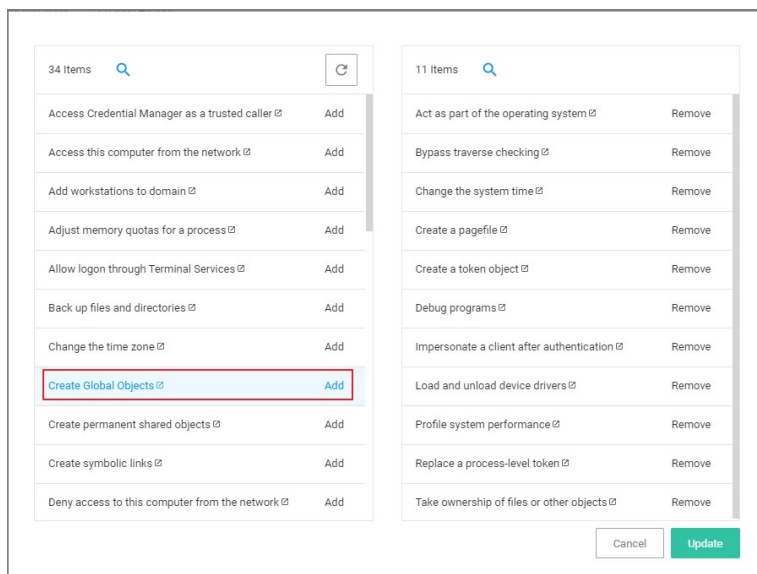 34 Items
Access Credential Manager as a trusted caller Add
Access this computer from the network Add
Add workstations to domain Add
Adjust memory quotas for a process Add
Allow logon through Terminal Services Add
Back up files and directories Add
Change the time zone Add
Create Global Objects Add
Create permanent shared objects Add
Create symbolic links Add
Deny access to this computer from the network Add
11 Items
Act as part of the operating system Remove
Bypass traverse checking Remove
Change the system time Remove
Create a pagefile Remove
Create a token object Remove
Debug programs Remove
Impersonate a client after authentication Remove
Load and unload device drivers Remove
Profile system performance Remove
Replace a process-level token Remove
Take ownership of files or other objects Remove
Cancel Update